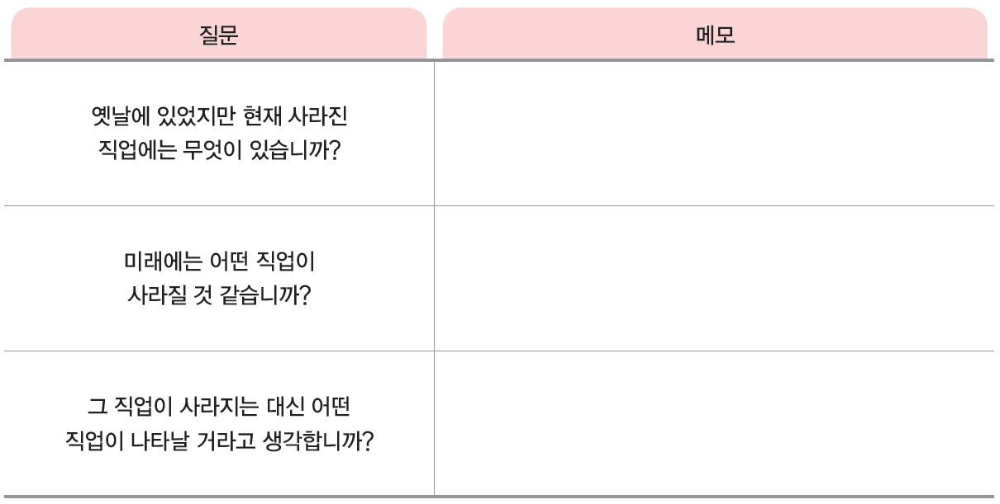 질문
메모
옛날에 있었지만 현재 사라진
직업에는 무엇이 있습니까?
미래에는 어떤 직업이
사라질 것 같습니까?
그 직업이 사라지는 대신 어떤
직업이 나타날 거라고 생각합니까?